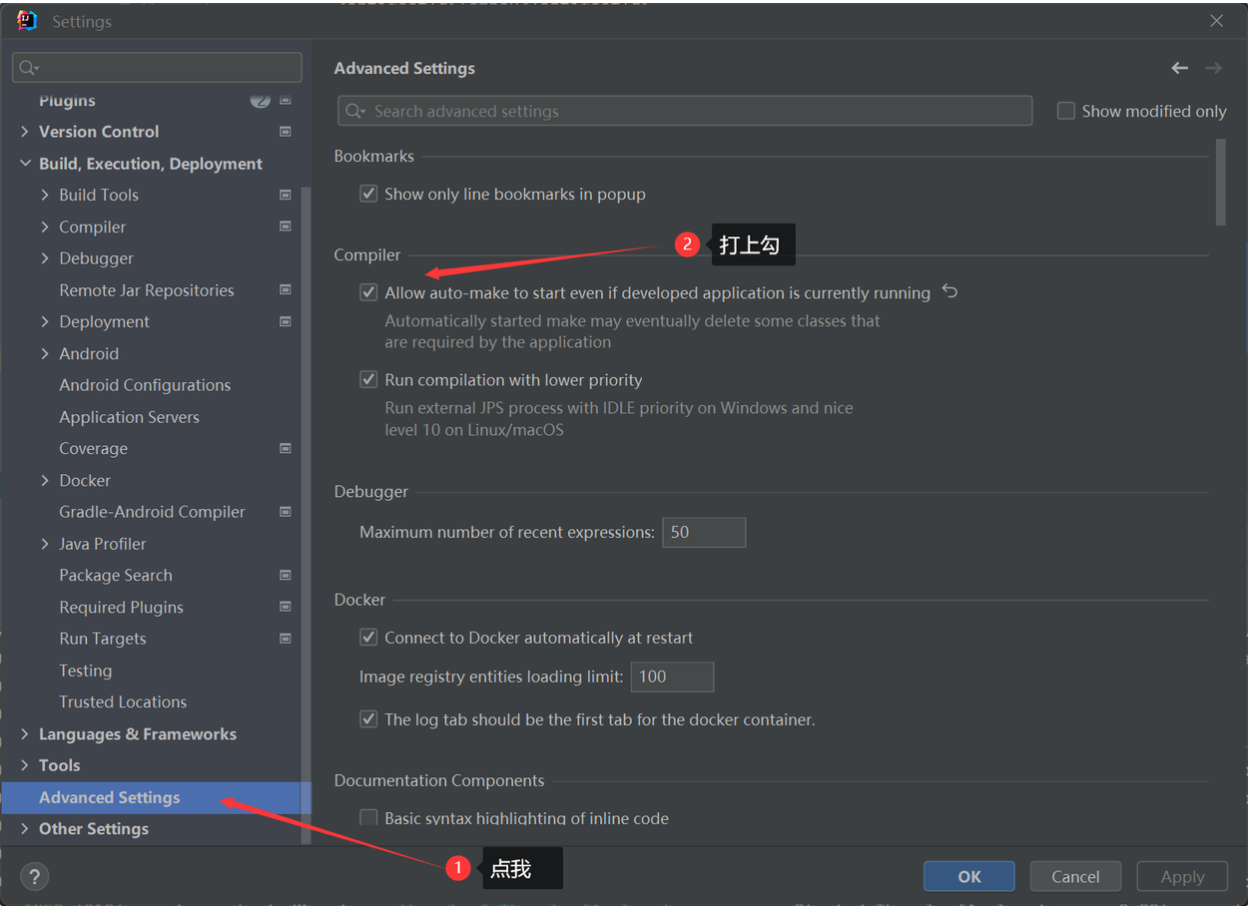 Settings
Plugins
2
Version Control
Build, Execution, Deployment
Build Tools
Compiler
Debugger
Remote Jar Repositories
Deployment
Android
Android Configurations
Application Servers
Coverage
Docker
Gradle-Android Compiler
Java Profiler
Package Search
Required Plugins
Run Targets
Testing
Trusted Locations
Languages & Frameworks
Tools
Advanced Settings
Other Settings
Advanced Settings
Search advanced settings
Show modified only
Bookmarks
Show only line bookmarks in popup
2 打上勾
Compiler
Allow auto-make to start even if developed application is currently running
Automatically started make may eventually delete some classes that
are required by the application
Run compilation with lower priority
Run external JPS process with IDLE priority on Windows and nice
level 10 on Linux/macOS
Debugger
Maximum number of recent expressions: 50
Docker
Connect to Docker automatically at restart
Image registry entities loading limit: 100
The log tab should be the first tab for the docker container.
Documentation Components
Basic syntax highlighting of inline code
1 点我
?
OK
Cancel
Apply